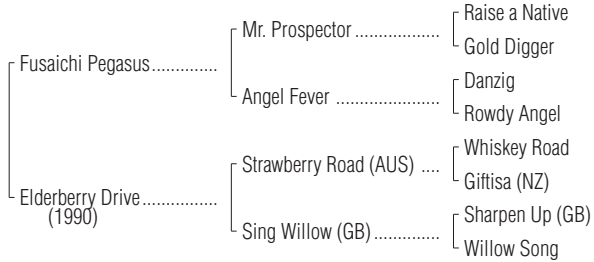 Raise a Native
Mr. Prospector ...................
Gold Digger
Fusaichi Pegasus..............
Danzig
Angel Fever ......................
Rowdy Angel
Whiskey Road
Strawberry Road (AUS) ....
Giftisa (NZ)
Elderberry Drive................
(1990)
Sharpen Up (GB)
Sing Willow (GB)..............
Willow Song